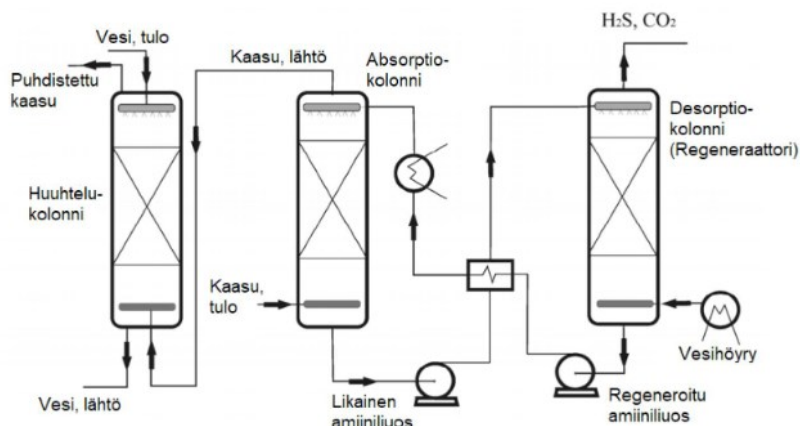 Vesi, tulo
Puhdistettu
kaasu
Huuhtelu-
kolonni
Vesi, lähtö
Kaasu, lähtö
Absorptio-
kolonni
Kaasu,
tulo
Likainen
amiiniliuos
H₂S, CO₂
Desorptio-
kolonni
(Regeneraattori)
Vesihöyry
Regeneroitu
amiiniliuos